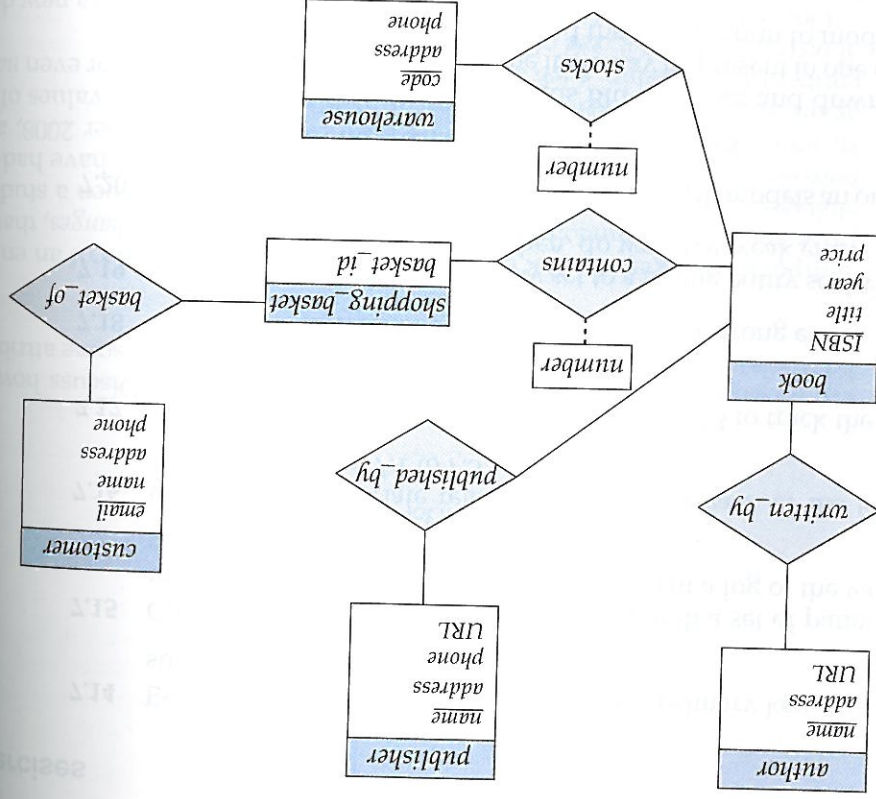 author
name
address
URL
publisher
name
address
phone
URL
written_by
published_by
customer
email
name
address
phone
book
ISBN
title
year
price
number
contains
shopping_basket
basket_id
basket_of
number
stocks
warehouse
code
address
phone